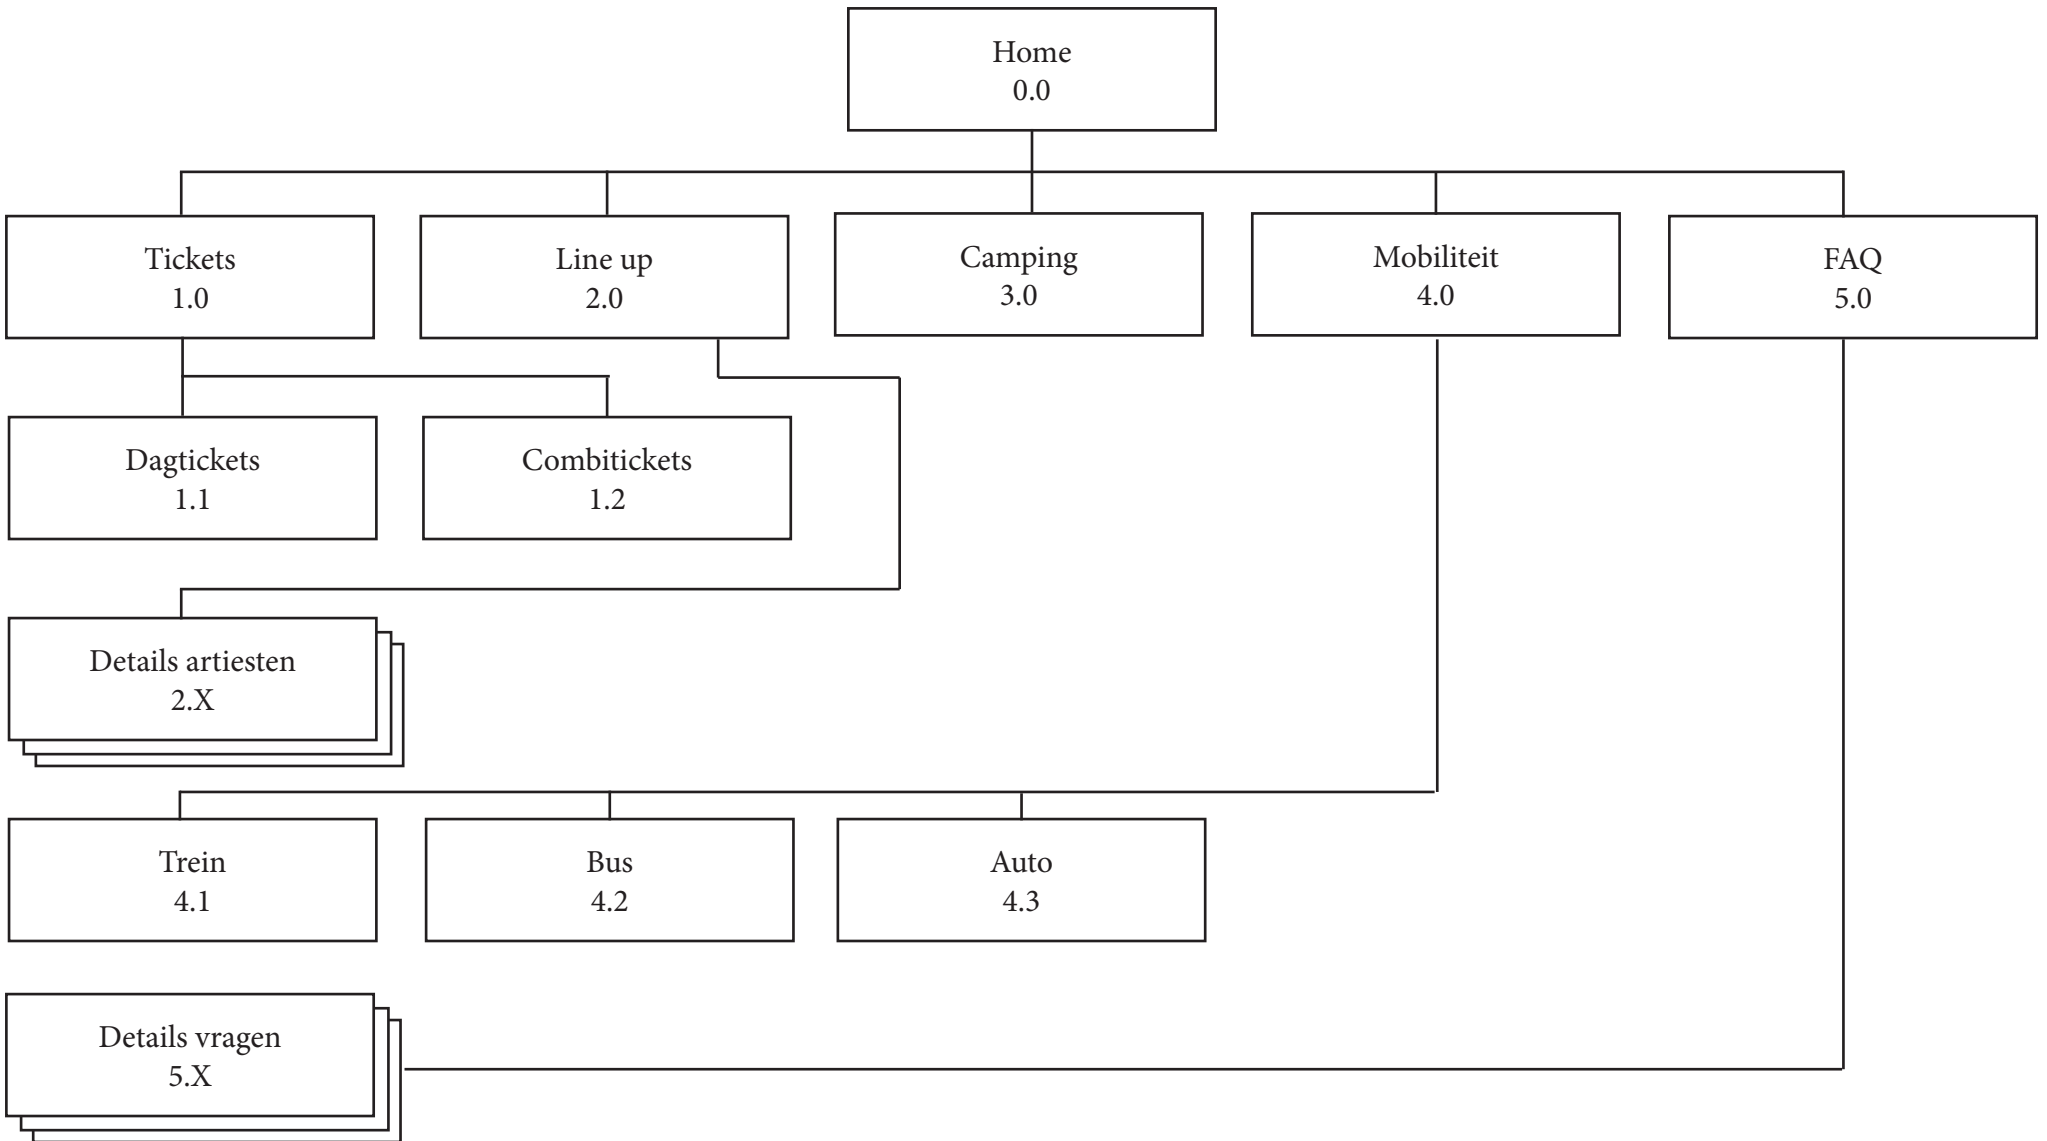 Home
0.0
Tickets
1.0
Line up
2.0
Camping
3.0
Mobiliteit
4.0
FAQ
5.0
Dagtickets
1.1
Combitickets
1.2
Details artiesten
2.X
Trein
4.1
Bus
4.2
Auto
4.3
Details vragen
5.X